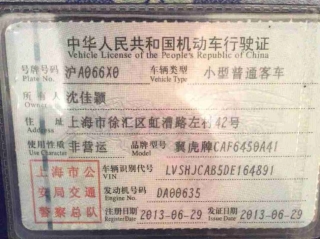 中华人民共和国机动车行驶证
Vehicle License of the People's Republic of China
号牌号码 沪A066X0 车辆类型 小型普通客车
Plate No. Vehicle Type
所有人 沈佳颖
Owner
住址 上海市徐汇区虹漕路左村42号
Address
使用性质 非营运 品牌型号 翼虎牌CAF6450A41
Use Character Model
上海市公安局交通警察总队
车辆识别代号 LVSHJCAB5DE164891
VIN
发动机号码 DA00635
Engine No.
注册日期 2013-06-29 发证日期 2013-06-29
Register Date Issue Date